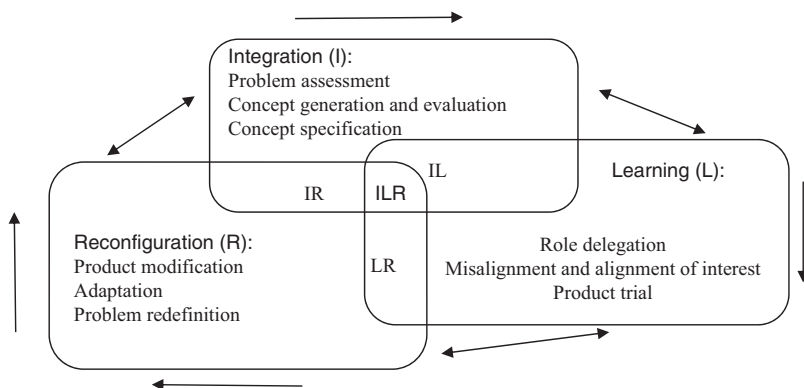 Integration (I):
Problem assessment
Concept generation and evaluation
Concept specification
IL
Learning (L):
IR
ILR
Reconfiguration (R):
Product modification
Adaptation
Problem redefinition
LR
Role delegation
Misalignment and alignment of interest
Product trial